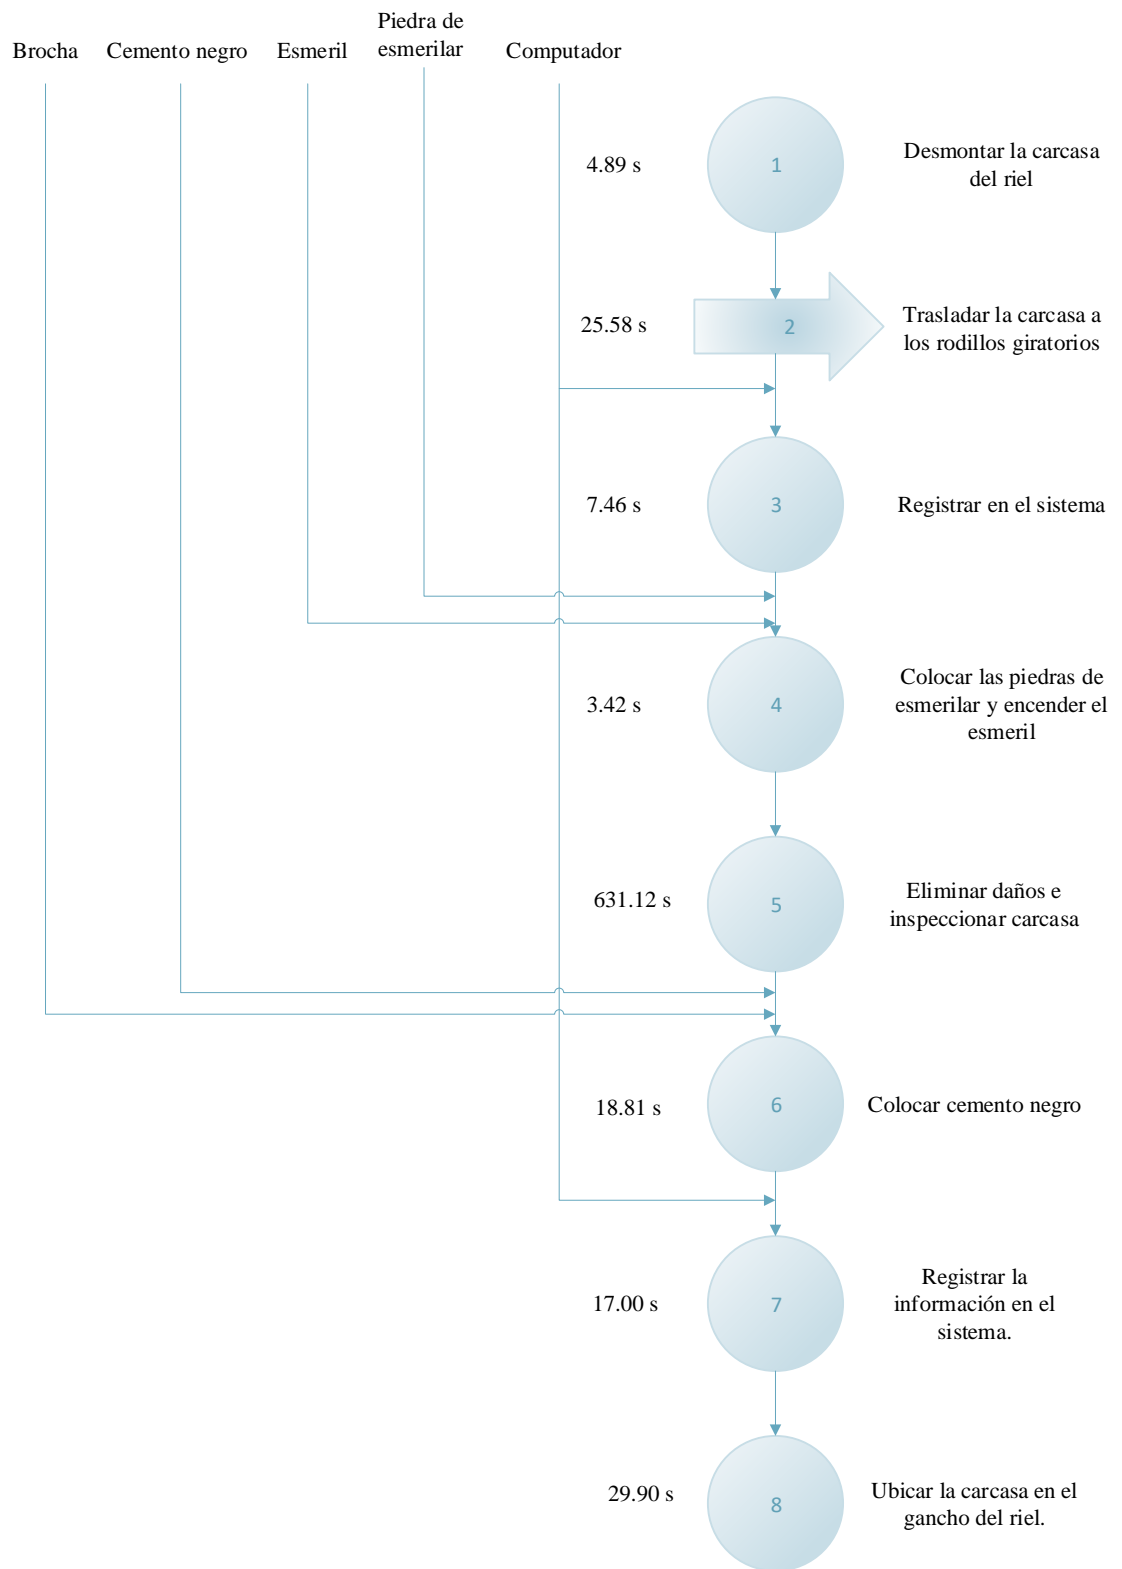 Brocha
Cemento negro
Esmeril
Piedra de
esmerilar
Computador
4.89 s
1
Desmontar la carcasa
del riel
25.58 s
2
Trasladar la carcasa a
los rodillos giratorios
7.46 s
3
Registrar en el sistema
3.42 s
4
Colocar las piedras de
esmerilar y encender el
esmeril
631.12 s
5
Eliminar daños e
inspeccionar carcasa
18.81 s
6
Colocar cemento negro
17.00 s
7
Registrar la
información en el
sistema.
29.90 s
8
Ubicar la carcasa en el
gancho del riel.